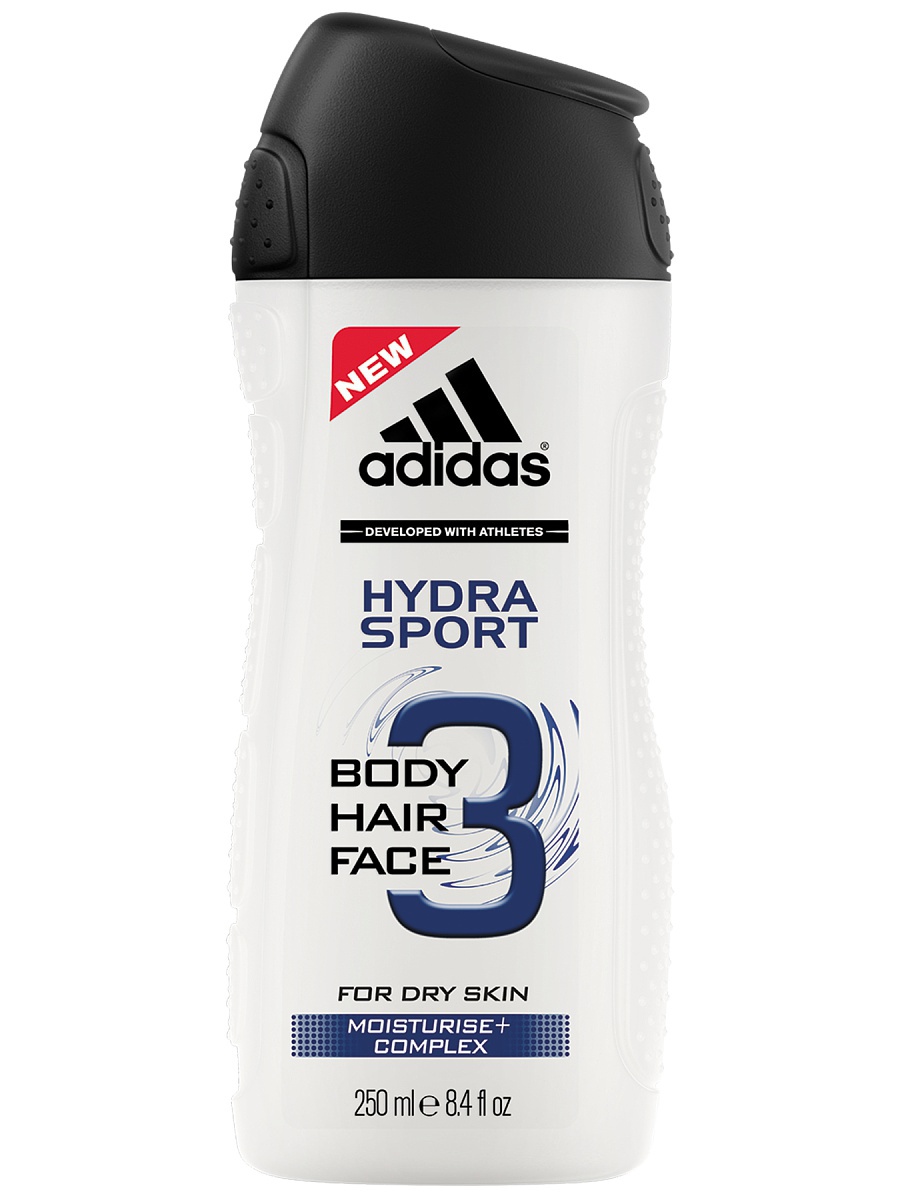 NEW
adidas®
DEVELOPED WITH ATHLETES
HYDRA
SPORT
3
BODY
HAIR
FACE
FOR DRY SKIN
MOISTURISE+
COMPLEX
250 ml ℮ 8.4 fl oz